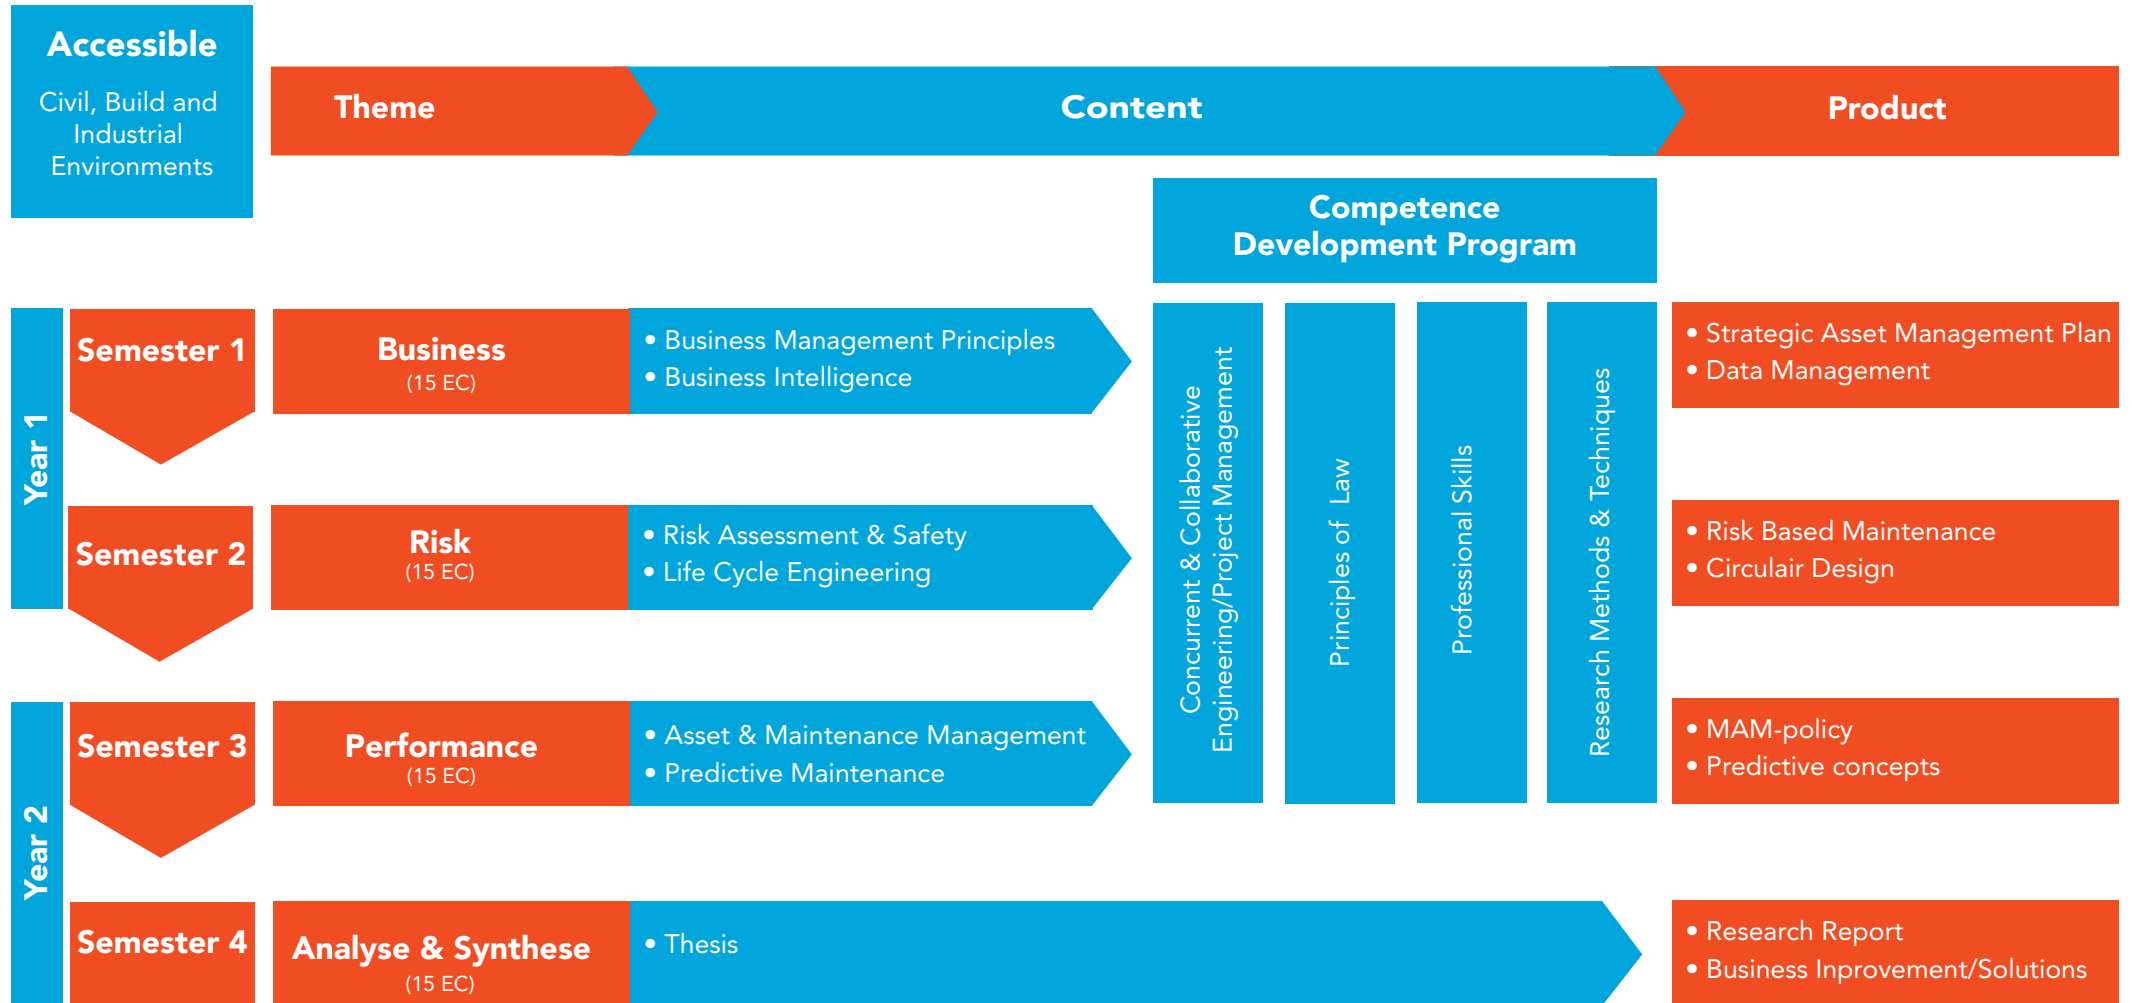 Accessible
Civil, Build and
Industrial
Environments
Theme
Content
Product
Competence
Development Program
Year 1
Semester 1
Business
(15 EC)
• Business Management Principles
• Business Intelligence
Concurrent & Collaborative
Engineering/Project Management
Principles of Law
Professional Skills
Research Methods & Techniques
• Strategic Asset Management Plan
• Data Management
Semester 2
Risk
(15 EC)
• Risk Assessment & Safety
• Life Cycle Engineering
• Risk Based Maintenance
• Circulair Design
Year 2
Semester 3
Performance
(15 EC)
• Asset & Maintenance Management
• Predictive Maintenance
• MAM-policy
• Predictive concepts
Semester 4
Analyse & Synthese
(15 EC)
• Thesis
• Research Report
• Business Inprovement/Solutions